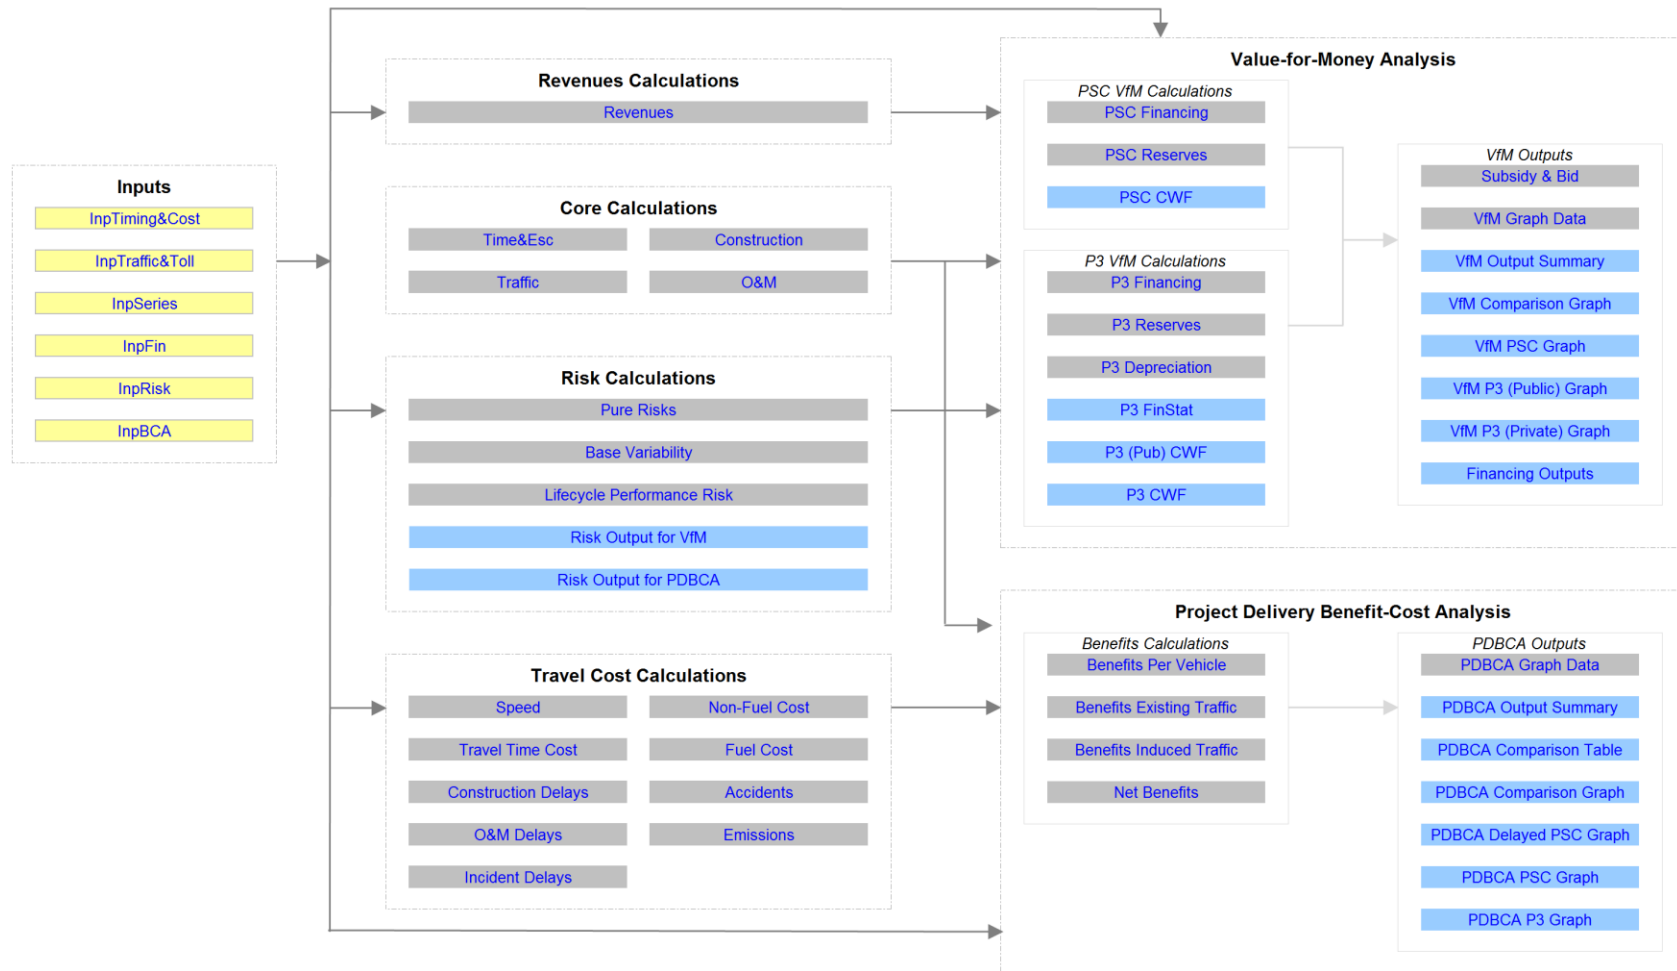 Inputs
InpTiming&Cost
InpTraffic&Toll
InpSeries
InpFin
InpRisk
InpBCA
Revenues Calculations
Revenues
Core Calculations
Time&Esc
Construction
Traffic
O&M
Risk Calculations
Pure Risks
Base Variability
Lifecycle Performance Risk
Risk Output for VfM
Risk Output for PDBCA
Travel Cost Calculations
Speed
Non-Fuel Cost
Travel Time Cost
Fuel Cost
Construction Delays
Accidents
O&M Delays
Emissions
Incident Delays
Value-for-Money Analysis
PSC VfM Calculations
PSC Financing
PSC Reserves
PSC CWF
P3 VfM Calculations
P3 Financing
P3 Reserves
P3 Depreciation
P3 FinStat
P3 (Pub) CWF
P3 CWF
VfM Outputs
Subsidy & Bid
VfM Graph Data
VfM Output Summary
VfM Comparison Graph
VfM PSC Graph
VfM P3 (Public) Graph
VfM P3 (Private) Graph
Financing Outputs
Project Delivery Benefit-Cost Analysis
Benefits Calculations
Benefits Per Vehicle
Benefits Existing Traffic
Benefits Induced Traffic
Net Benefits
PDBCA Outputs
PDBCA Graph Data
PDBCA Output Summary
PDBCA Comparison Table
PDBCA Comparison Graph
PDBCA Delayed PSC Graph
PDBCA PSC Graph
PDBCA P3 Graph